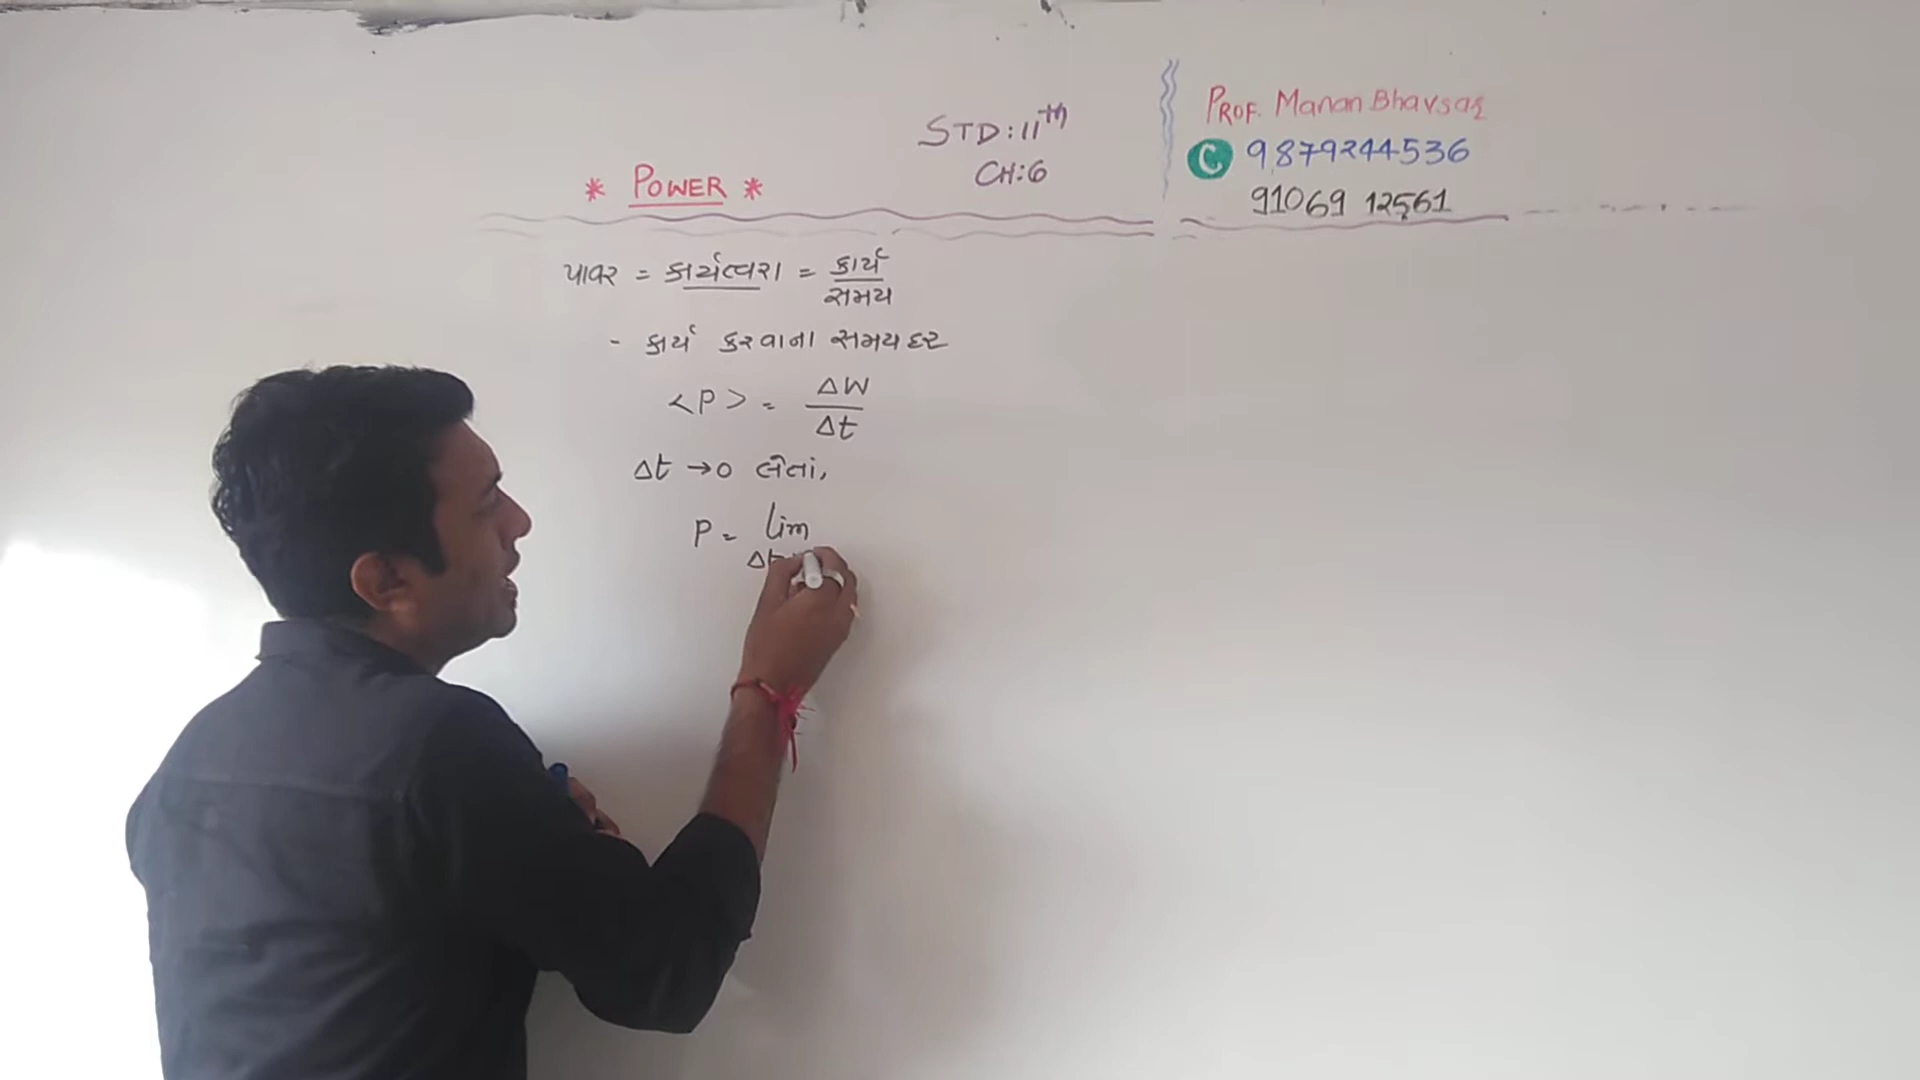 STD: 11th
CH: 6
* POWER *
PROF. Manan Bhavsar
C 9879244536
91069 12561
પાવર = કાર્યત્વરા = કાર્ય / સમય
- કાર્ય કરવાના સમયદર
<P> = ΔW / Δt
Δt → 0 લેતાં,
P = lim
Δt